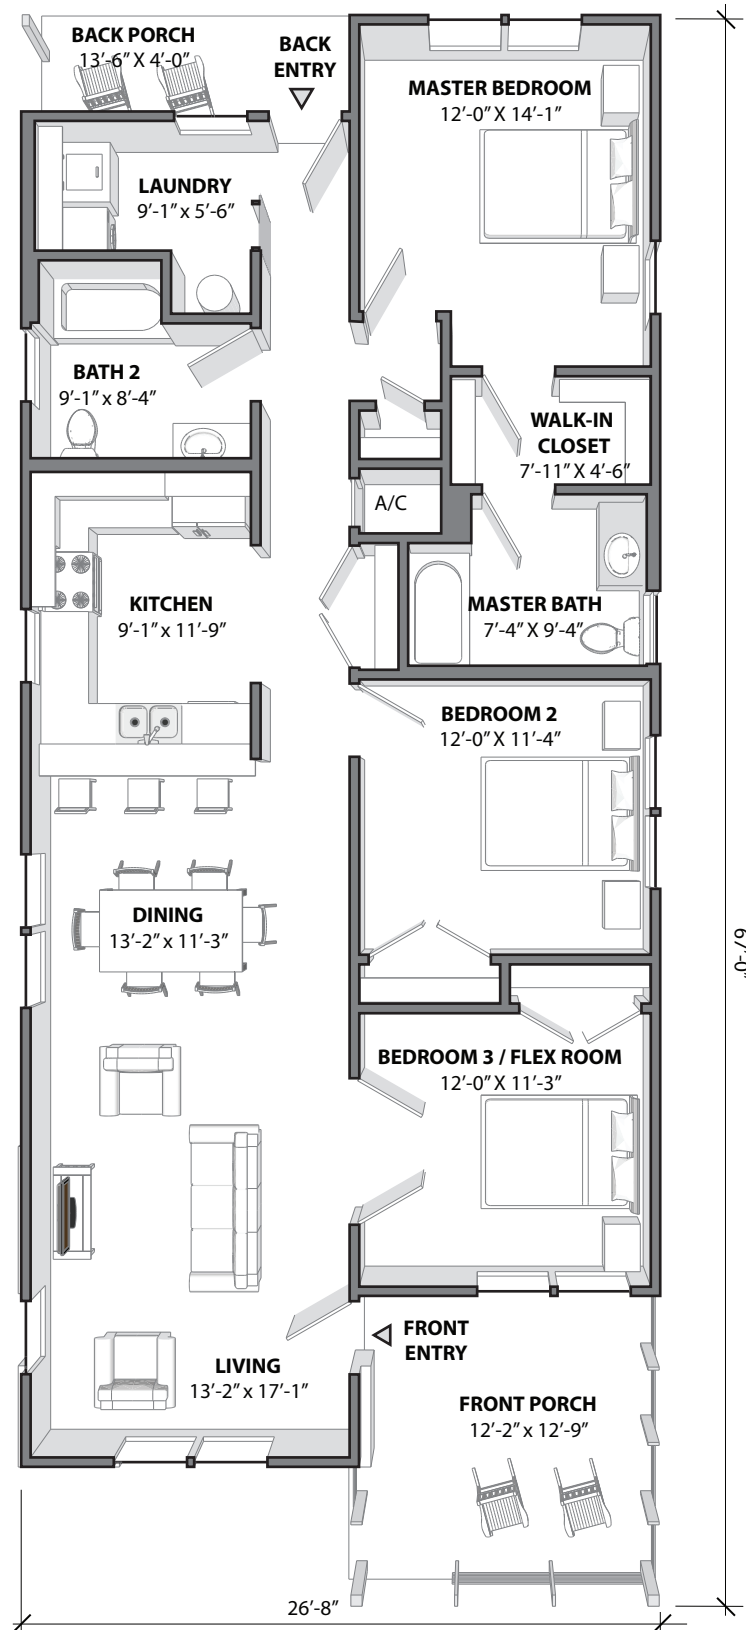 BACK PORCH
13'-6" X 4'-0"
BACK
ENTRY
MASTER BEDROOM
12'-0" X 14'-1"
LAUNDRY
9'-1" x 5'-6"
BATH 2
9'-1" x 8'-4"
WALK-IN
CLOSET
7'-11" X 4'-6"
A/C
KITCHEN
9'-1" x 11'-9"
MASTER BATH
7'-4" X 9'-4"
BEDROOM 2
12'-0" X 11'-4"
DINING
13'-2" x 11'-3"
BEDROOM 3 / FLEX ROOM
12'-0" X 11'-3"
FRONT
ENTRY
LIVING
13'-2" x 17'-1"
FRONT PORCH
12'-2" x 12'-9"
26'-8"